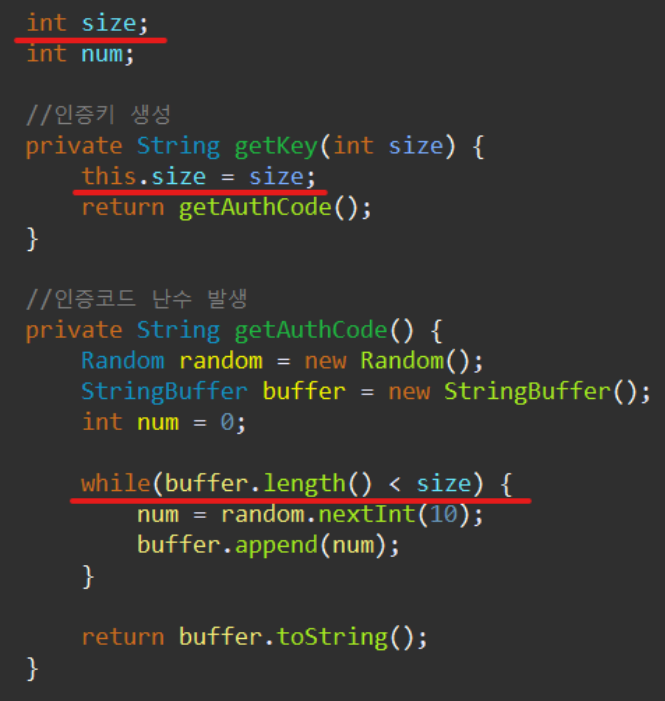 int size;
int num;
//인증키 생성
private String getKey(int size) {
this.size = size;
return getAuthCode();
}
//인증코드 난수 발생
private String getAuthCode() {
Random random = new Random();
StringBuffer buffer = new StringBuffer();
int num = 0;
while(buffer.length() < size) {
num = random.nextInt(10);
buffer.append(num);
}
return buffer.toString();
}